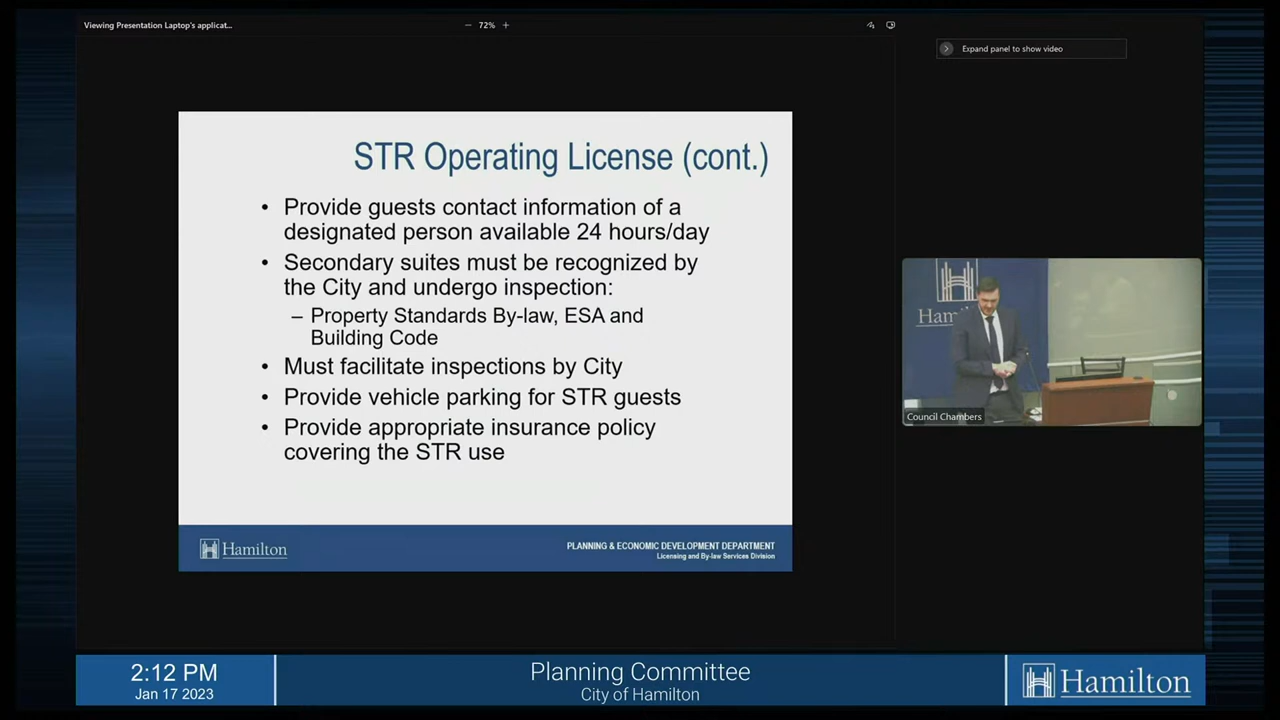 Viewing Presentation Laptop's applicat...
72%
Expand panel to show video
STR Operating License (cont.)
• Provide guests contact information of a
designated person available 24 hours/day
• Secondary suites must be recognized by
the City and undergo inspection:
– Property Standards By-law, ESA and
Building Code
• Must facilitate inspections by City
• Provide vehicle parking for STR guests
• Provide appropriate insurance policy
covering the STR use
Hamilton
PLANNING & ECONOMIC DEVELOPMENT DEPARTMENT
Licensing and By-law Services Division
Council Chambers
2:12 PM
Jan 17 2023
Planning Committee
City of Hamilton
Hamilton